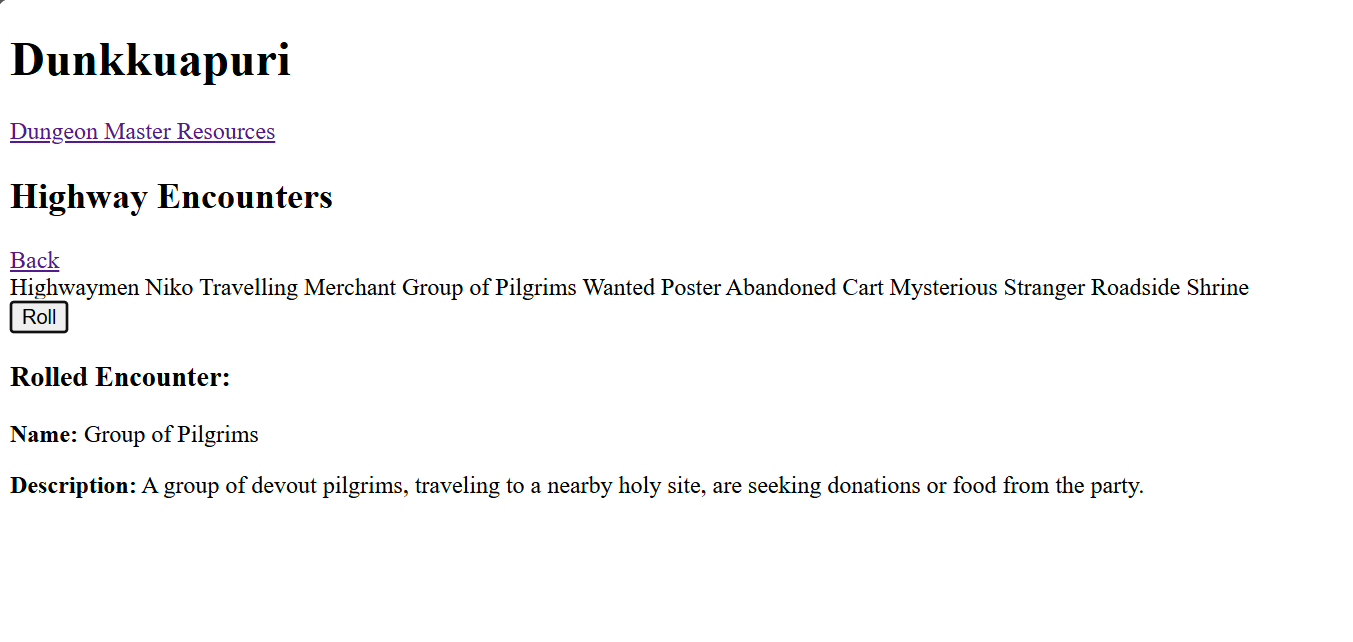 Dunkkuapuri
Dungeon Master Resources
Highway Encounters
Back
Highwaymen Niko Travelling Merchant Group of Pilgrims Wanted Poster Abandoned Cart Mysterious Stranger Roadside Shrine
Roll
Rolled Encounter:
Name: Group of Pilgrims
Description: A group of devout pilgrims, traveling to a nearby holy site, are seeking donations or food from the party.